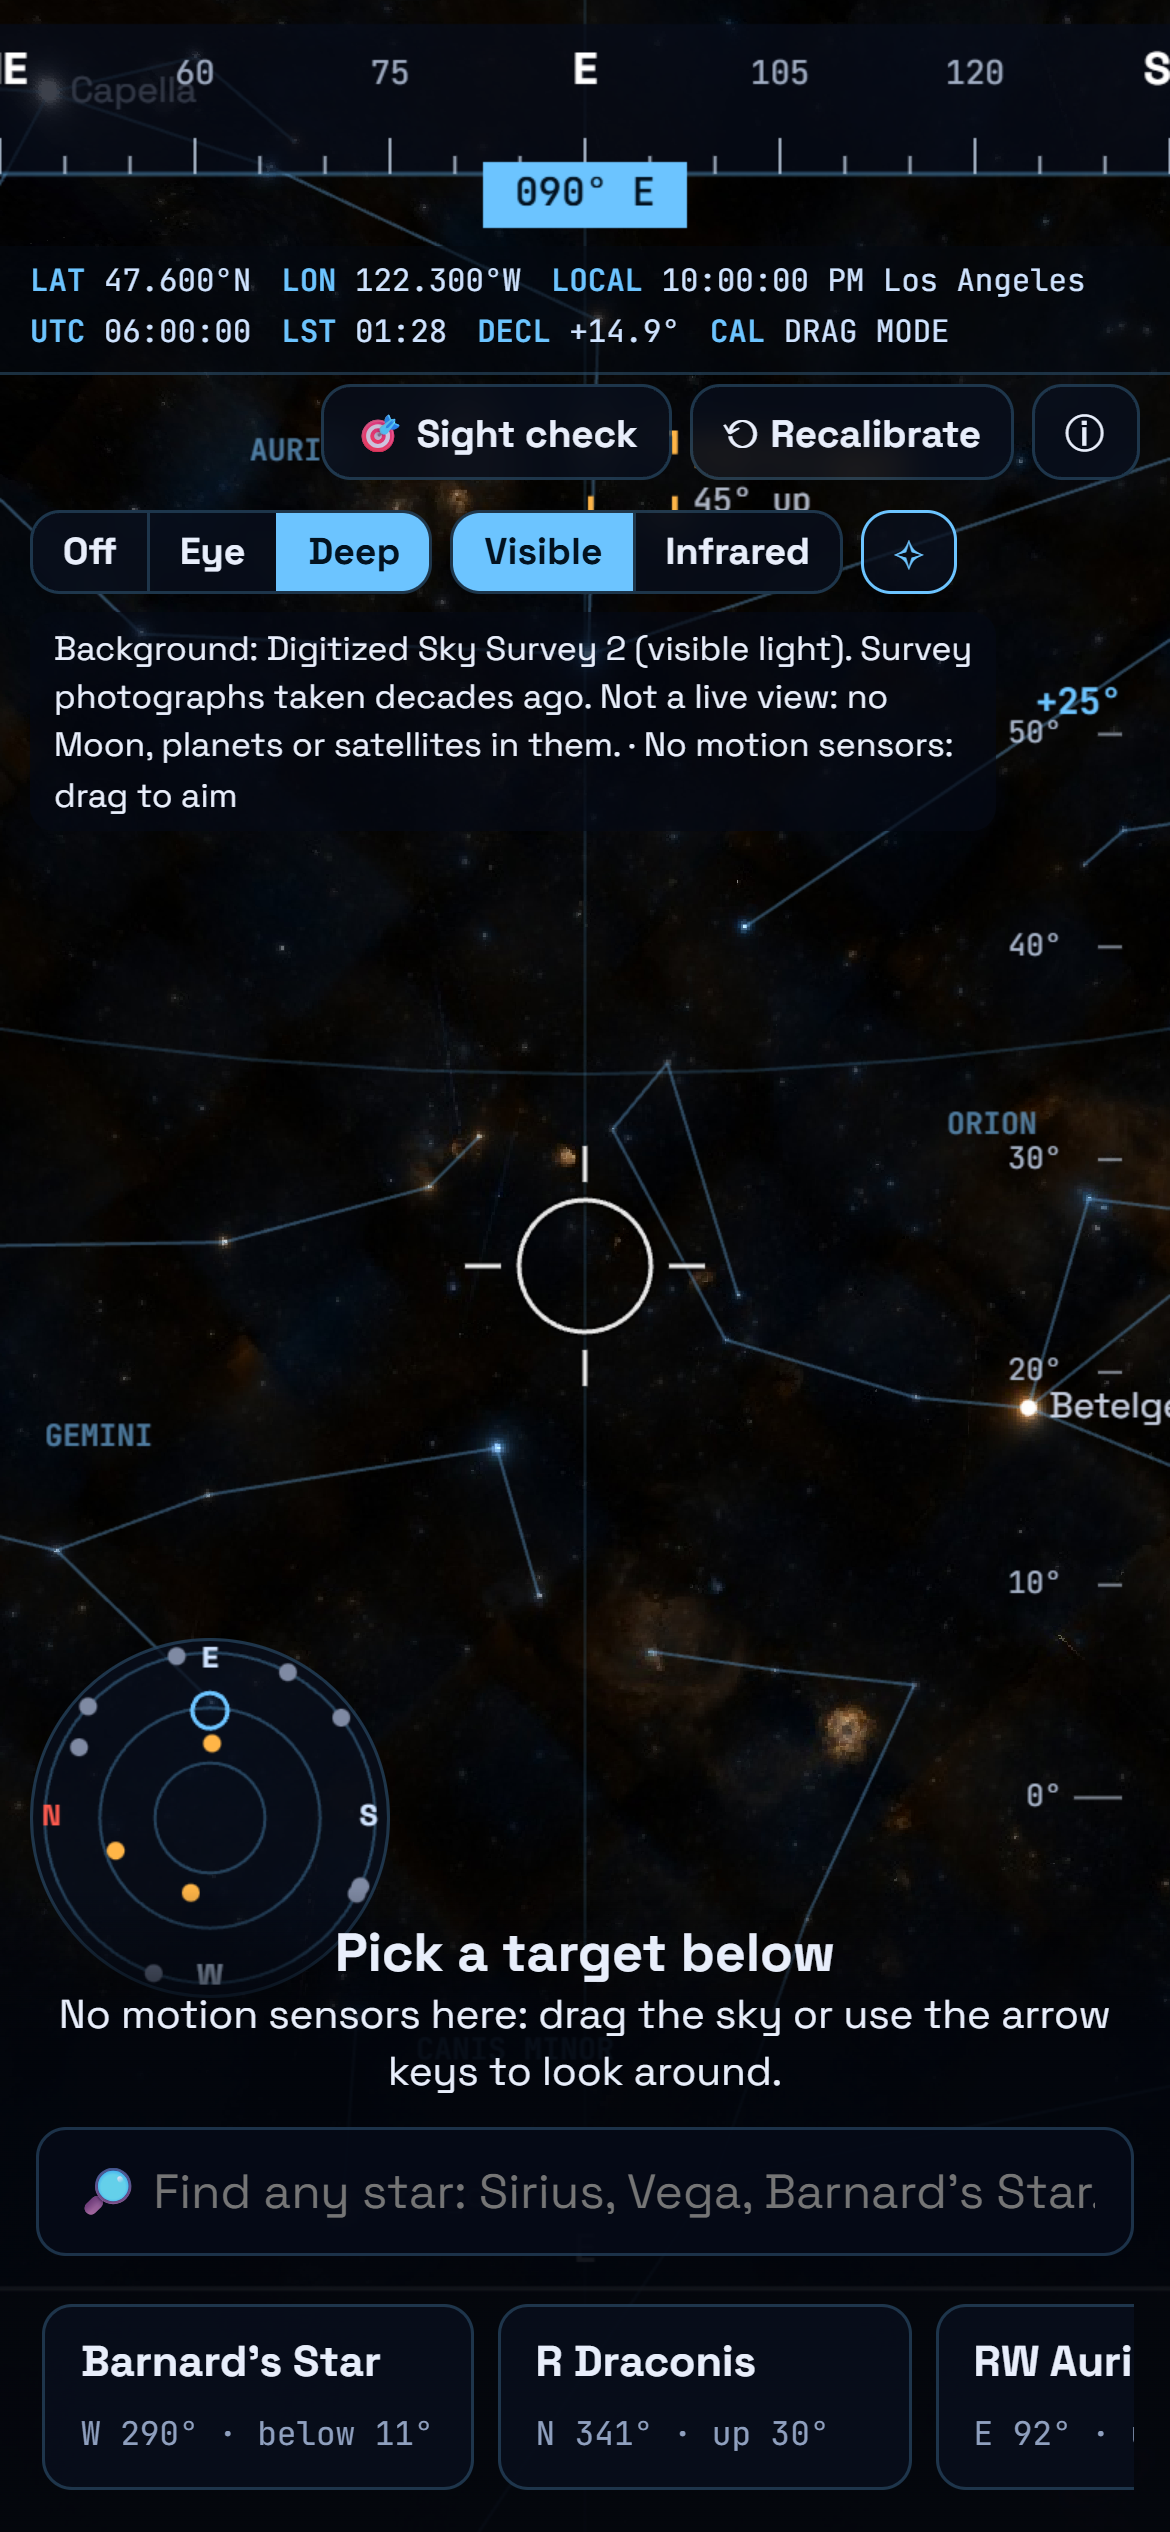 E 60 75 E 105 120 S
Capella
090° E
LAT 47.600°N LON 122.300°W LOCAL 10:00:00 PM Los Angeles
UTC 06:00:00 LST 01:28 DECL +14.9° CAL DRAG MODE
AURI 🎯 Sight check Recalibrate ⓘ
45° up
Off Eye Deep Visible Infrared
Background: Digitized Sky Survey 2 (visible light). Survey
photographs taken decades ago. Not a live view: no
Moon, planets or satellites in them. · No motion sensors:
drag to aim
+25°
50°
40°
ORION
30°
20°
Betelge
GEMINI
10°
E
0°
N S
W
Pick a target below
No motion sensors here: drag the sky or use the arrow
CANIS MINOR
keys to look around.
🔎 Find any star: Sirius, Vega, Barnard's Star.
E
Barnard's Star R Draconis RW Auri
W 290° · below 11° N 341° · up 30° E 92° ·